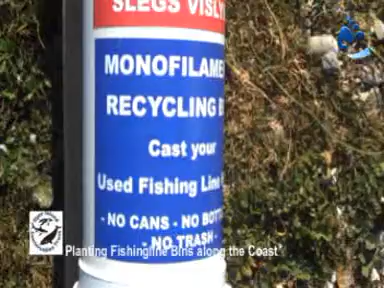 SLEGS VISLY
MONOFILAME
RECYCLING B
Cast your
Used Fishing Line
- NO CANS - NO BOTT
- NO TRASH -
Planting Fishingline Bins along the Coast